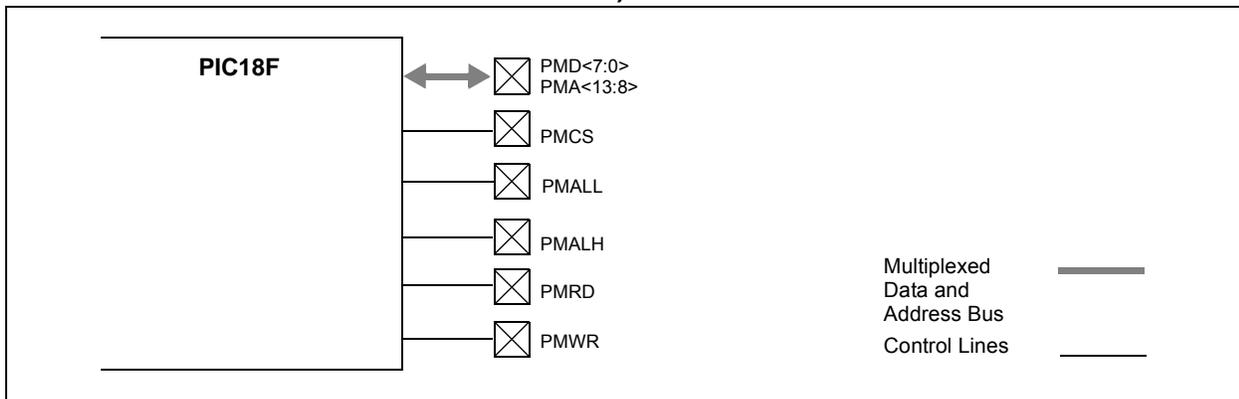 PIC18F
PMD<7:0>
PMA<13:8>
PMCS
PMALL
PMALH
PMRD
PMWR
Multiplexed
Data and
Address Bus
Control Lines